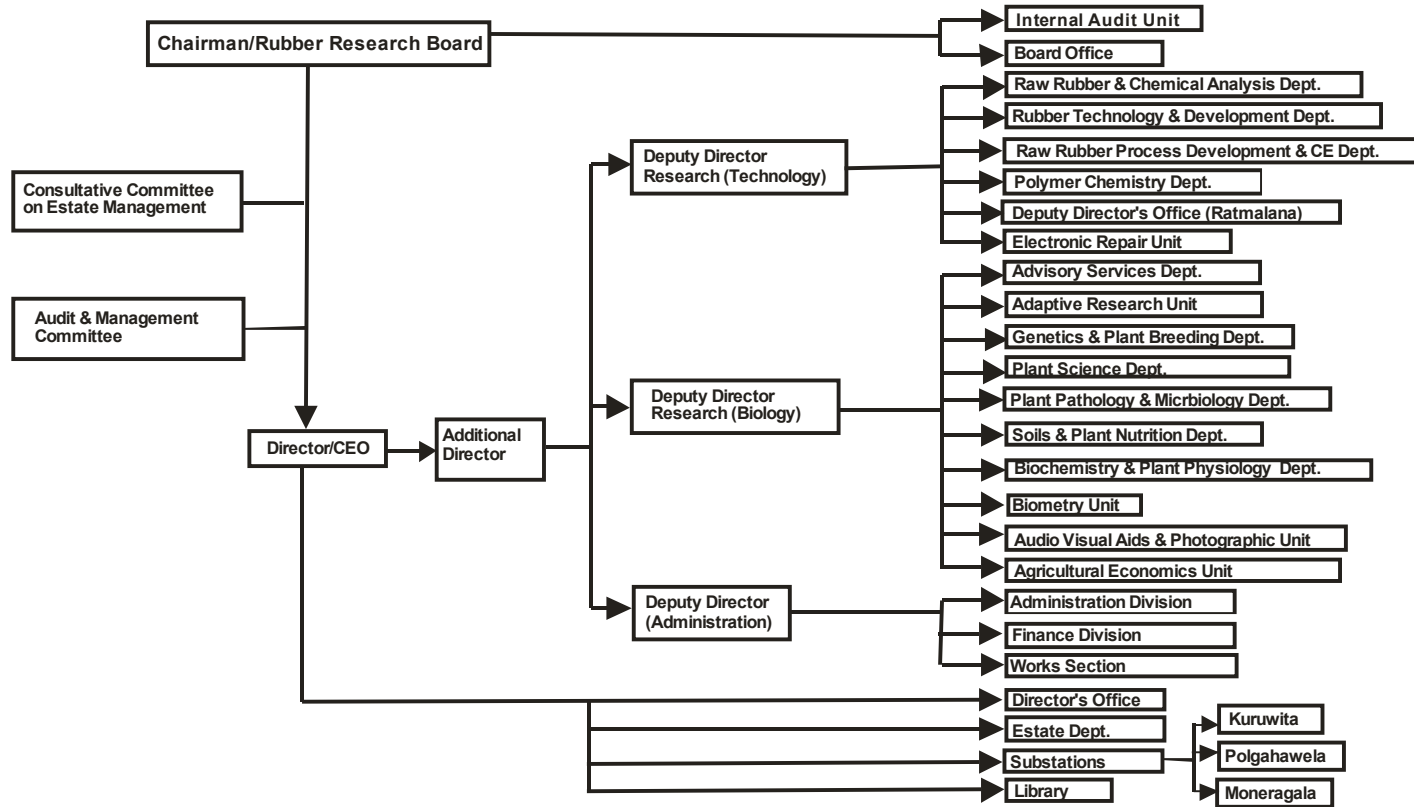 Chairman/Rubber Research Board
Internal Audit Unit
Board Office
Consultative Committee
on Estate Management
Audit & Management
Committee
Director/CEO
Additional
Director
Deputy Director
Research (Technology)
Raw Rubber & Chemical Analysis Dept.
Rubber Technology & Development Dept.
Raw Rubber Process Development & CE Dept.
Polymer Chemistry Dept.
Deputy Director's Office (Ratmalana)
Electronic Repair Unit
Deputy Director
Research (Biology)
Advisory Services Dept.
Adaptive Research Unit
Genetics & Plant Breeding Dept.
Plant Science Dept.
Plant Pathology & Micrbiology Dept.
Soils & Plant Nutrition Dept.
Biochemistry & Plant Physiology Dept.
Biometry Unit
Audio Visual Aids & Photographic Unit
Agricultural Economics Unit
Deputy Director
(Administration)
Administration Division
Finance Division
Works Section
Director's Office
Estate Dept.
Substations
Library
Kuruwita
Polgahawela
Moneragala